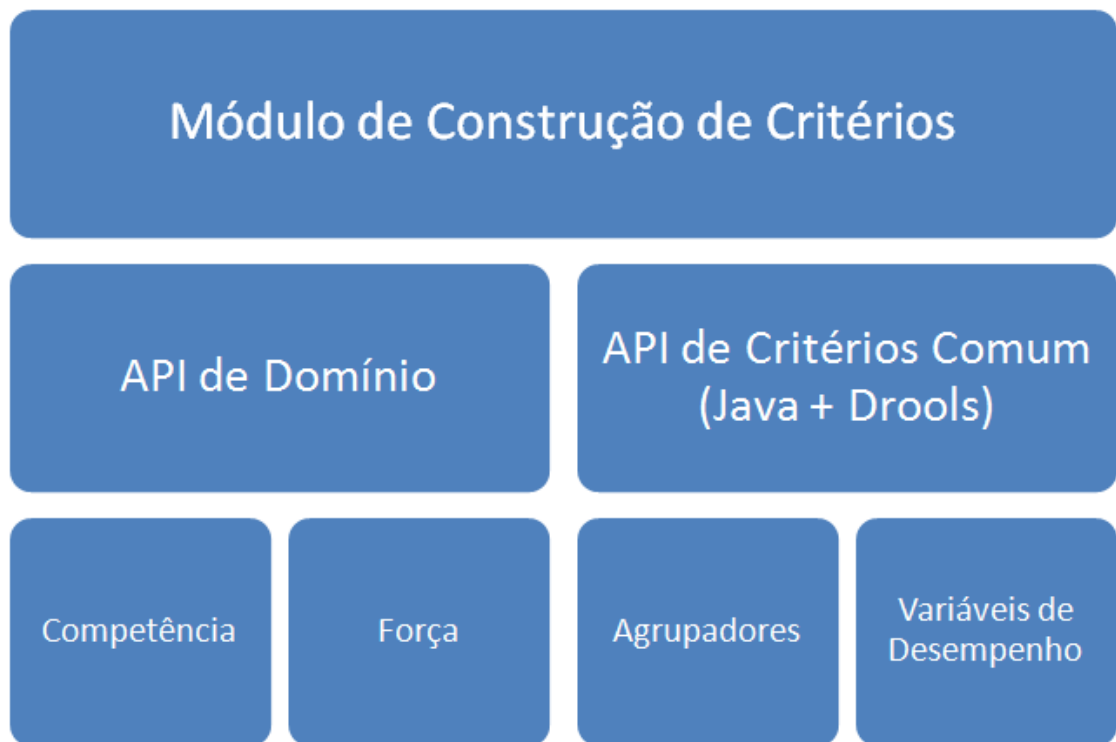 Módulo de Construção de Critérios
API de Domínio
API de Critérios Comum
(Java + Drools)
Competência
Força
Agrupadores
Variáveis de
Desempenho